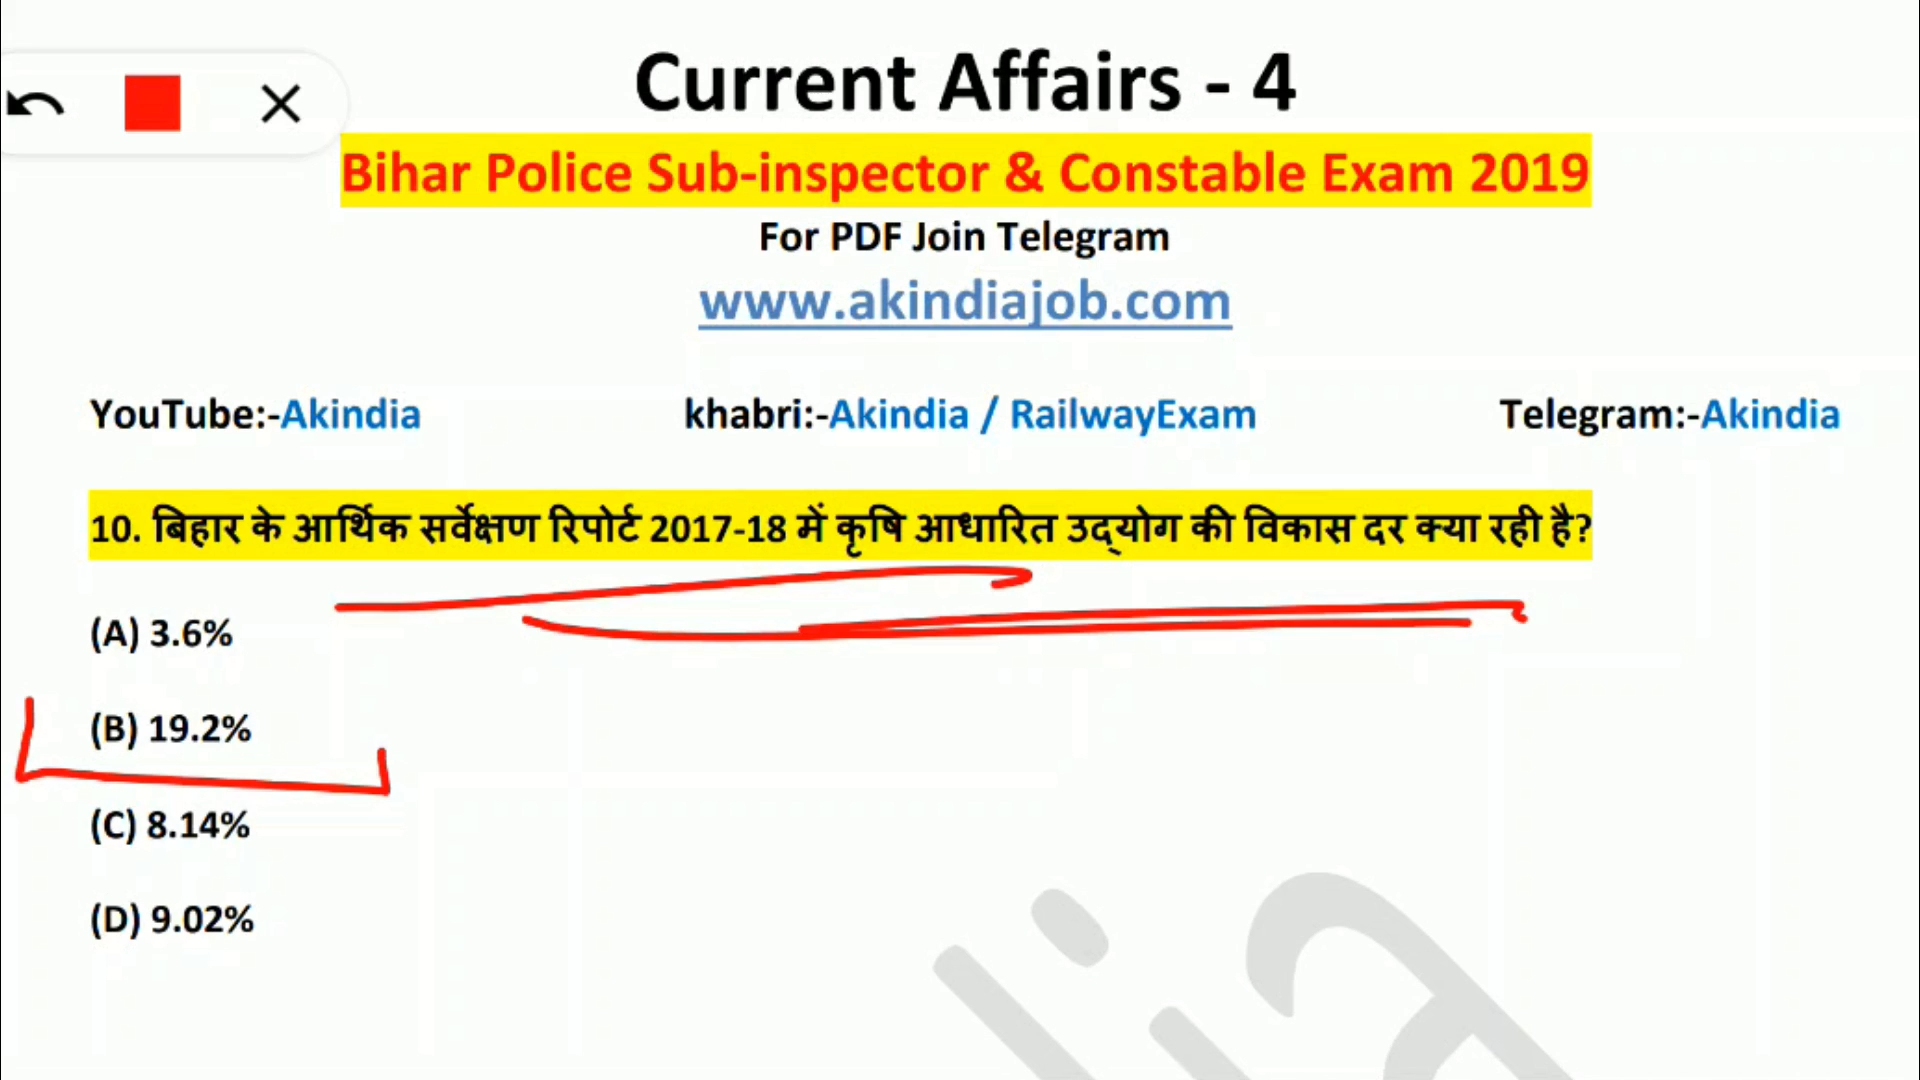 Current Affairs - 4
Bihar Police Sub-inspector & Constable Exam 2019
For PDF Join Telegram
www.akindiajob.com
YouTube:-Akindia khabri:-Akindia / RailwayExam Telegram:-Akindia
10. बिहार के आर्थिक सर्वेक्षण रिपोर्ट 2017-18 में कृषि आधारित उद्योग की विकास दर क्या रही है?
(A) 3.6%
(B) 19.2%
(C) 8.14%
(D) 9.02%